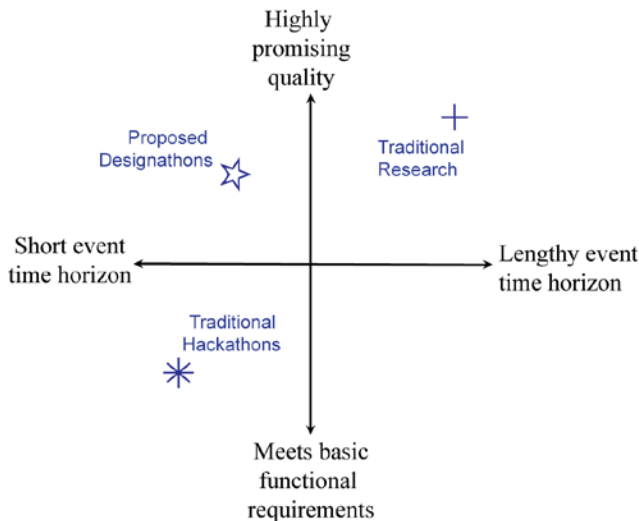 Highly
promising
quality
Proposed
Designathons
Traditional
Research
Short event
time horizon
Lengthy event
time horizon
Traditional
Hackathons
Meets basic
functional
requirements